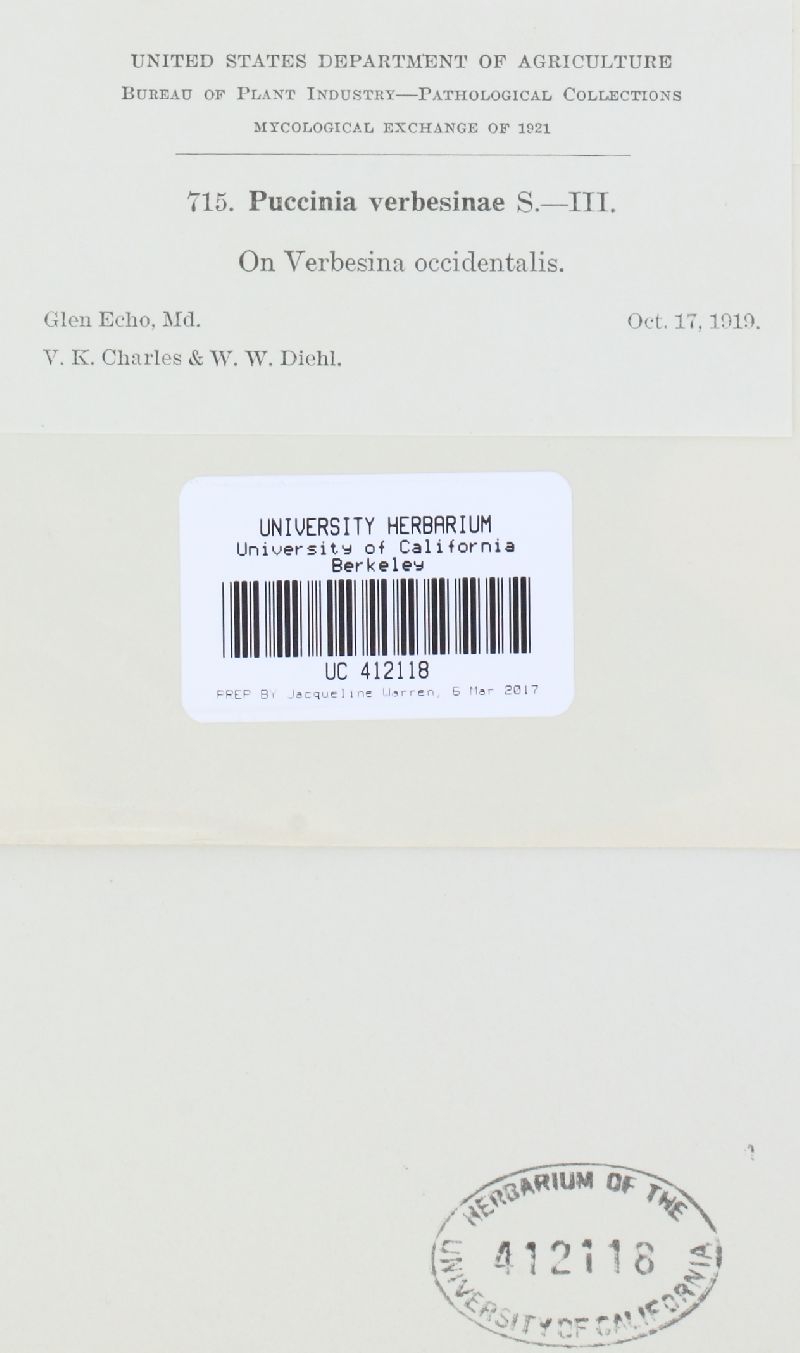 UNITED STATES DEPARTMENT OF AGRICULTURE
BUREAU OF PLANT INDUSTRY—PATHOLOGICAL COLLECTIONS
MYCOLOGICAL EXCHANGE OF 1921
715. Puccinia verbesinae S.—III.
On Verbesina occidentalis.
Glen Echo, Md. Oct. 17, 1919.
V. K. Charles & W. W. Diehl.
UNIVERSITY HERBARIUM
University of California
Berkeley
UC 412118
PREP BY Jacqueline Warren, 6 Mar 2017
HERBARIUM OF THE
412118
UNIVERSITY OF CALIFORNIA